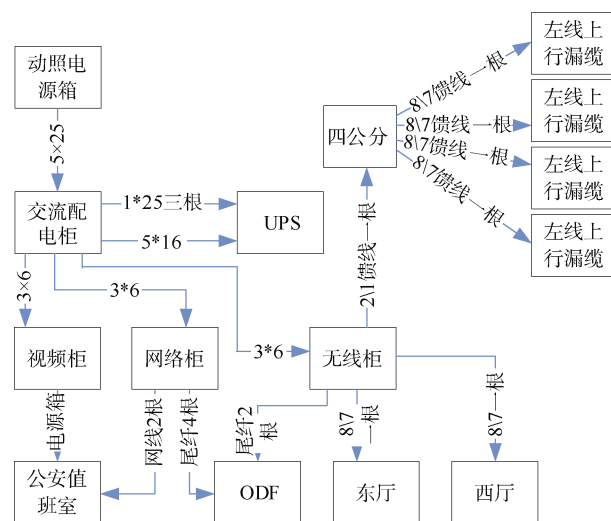 左线上
行漏缆
动照电
源箱
8\7馈线一根
四公分
8\7馈线一根
左线上
行漏缆
8\7馈线一根
左线上
行漏缆
5×25
8\7馈线一根
交流配
电柜
1*25三根
5*16
UPS
2\1馈线一根
左线上
行漏缆
3×6
3*6
3*6
视频柜
网络柜
无线柜
电源箱
网线2根
尾纤4根
尾纤2
根
8\7
一根
8\7一根
公安值
班室
ODF
东厅
西厅